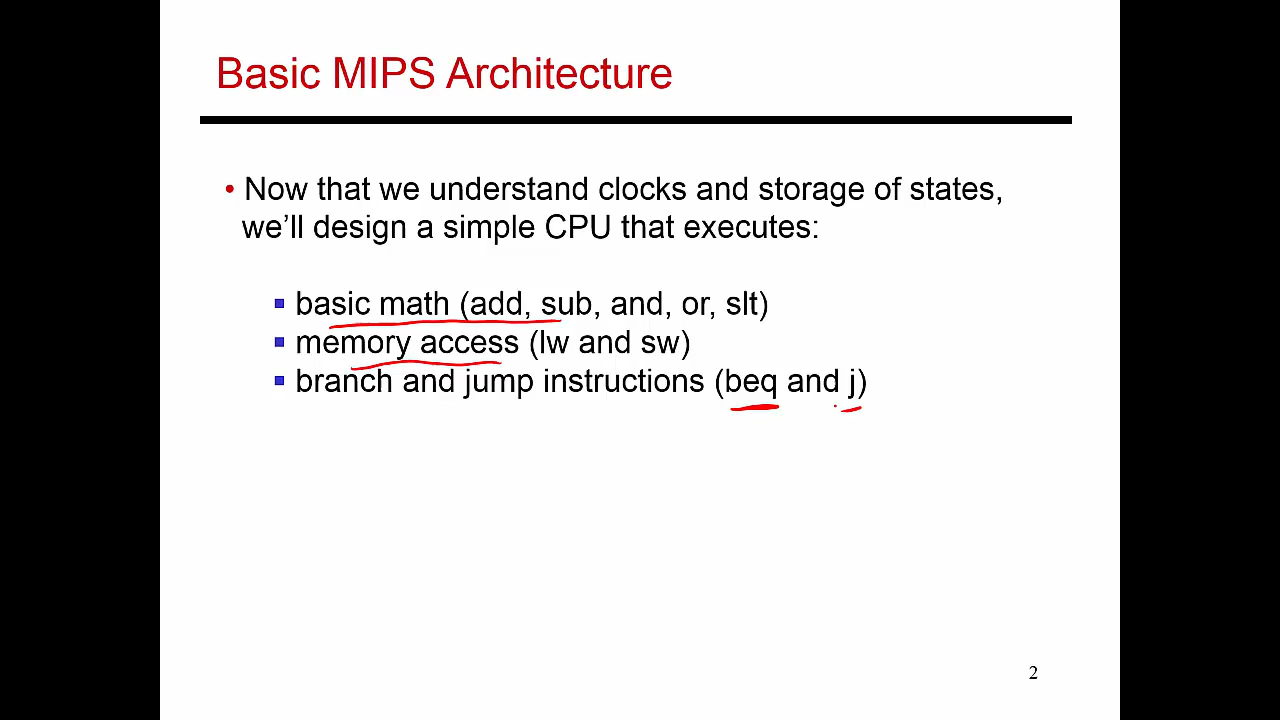 Basic MIPS Architecture
• Now that we understand clocks and storage of states,
we’ll design a simple CPU that executes:
▪ basic math (add, sub, and, or, slt)
▪ memory access (lw and sw)
▪ branch and jump instructions (beq and j)
2